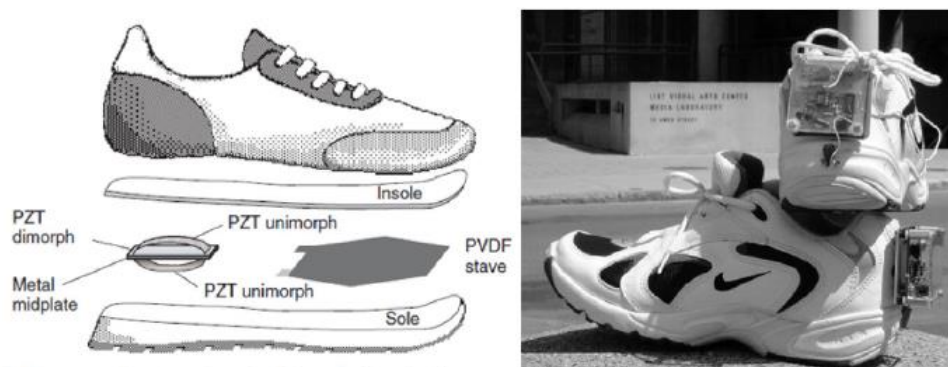 Insole
PZT
dimorph
PZT unimorph
Metal
midplate
PZT unimorph
PVDF
stave
Sole
LIST VISUAL ARTS CENTER
MEDIA LABORATORY